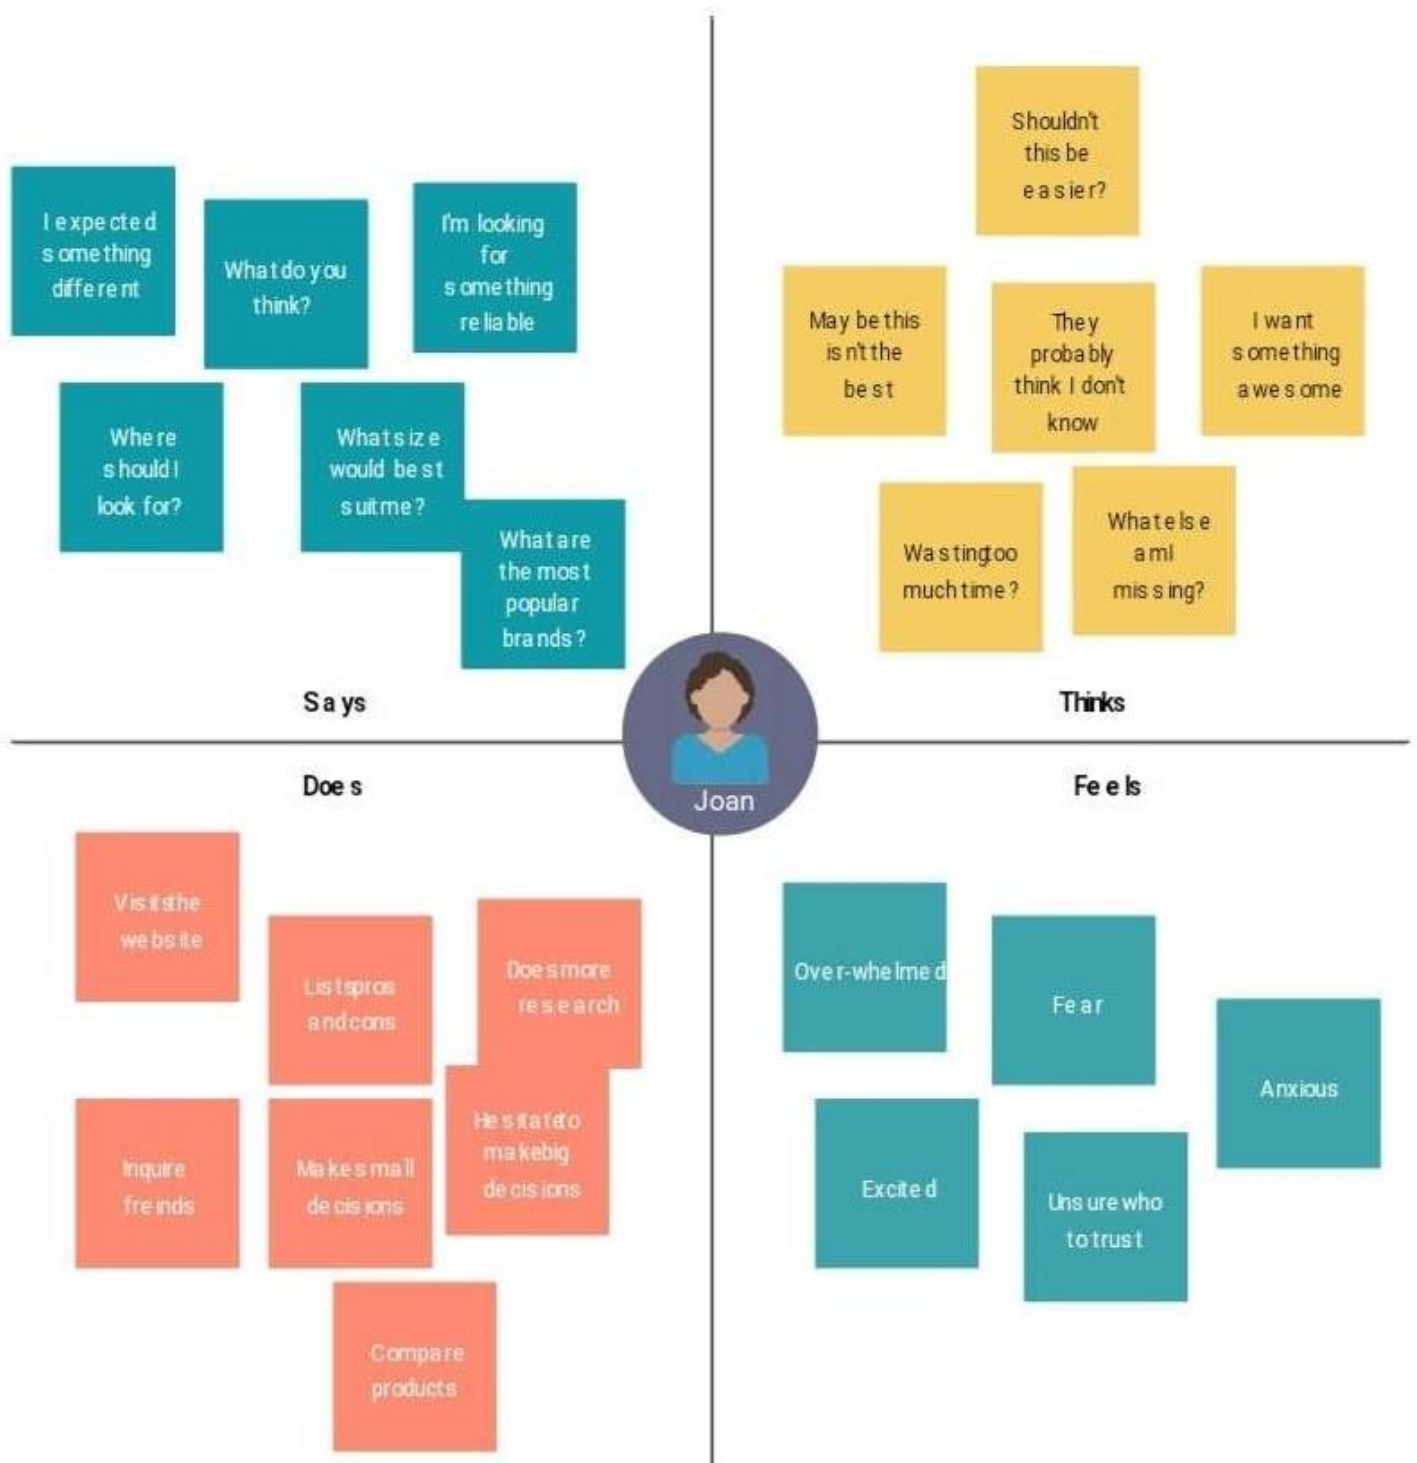 I expected
something
different
What do you
think?
I'm looking
for
something
reliable
Where
should I
look for?
What size
would best
suit me?
What are
the most
popular
brands?
Says
Shouldn't
this be
easier?
May be this
isn't the
best
They
probably
think I don't
know
I want
something
awesome
Wasting too
much time?
What else
am I
missing?
Thinks
Joan
Does
Visits the
website
Lists pros
and cons
Does more
research
Inquire
freinds
Make small
decisions
Hesitate to
make big
decisions
Compare
products
Feels
Over-whelmed
Fear
Anxious
Excited
Unsure who
to trust